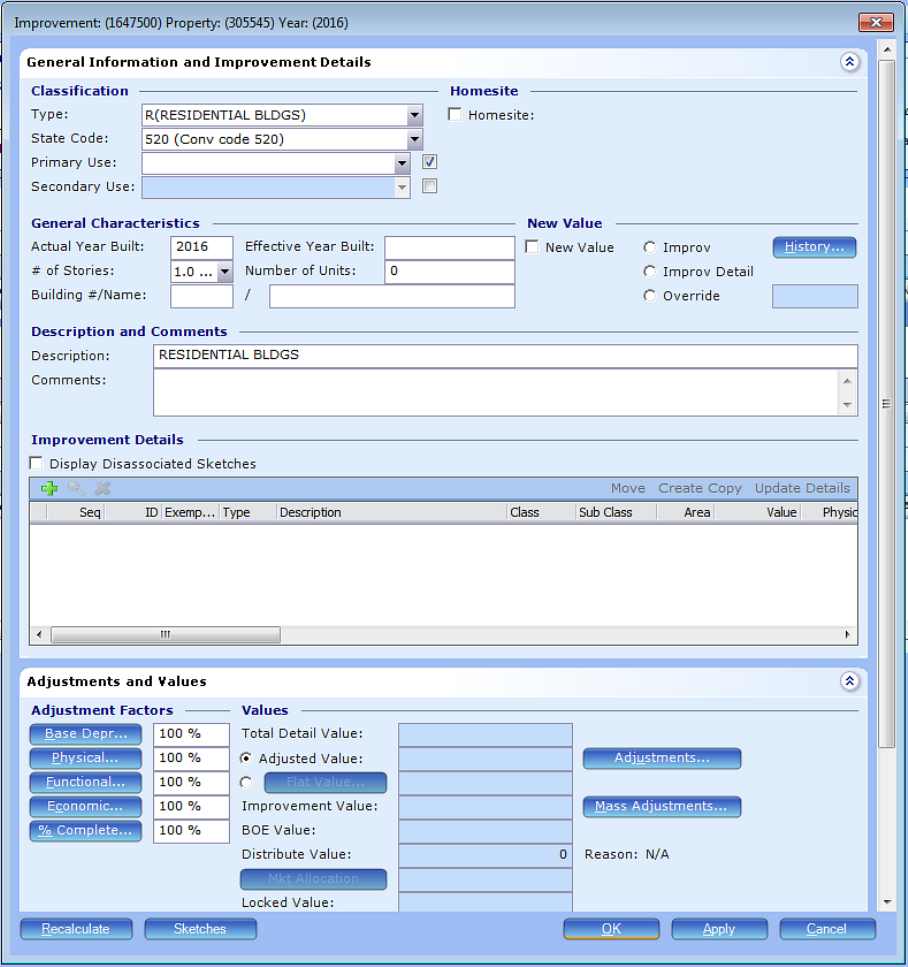 Improvement: (1647500) Property: (305545) Year: (2016)
General Information and Improvement Details
Classification Homesite
Type: R(RESIDENTIAL BLDGS) Homesite:
State Code: 520 (Conv code 520)
Primary Use:
Secondary Use:
General Characteristics New Value
Actual Year Built: 2016 Effective Year Built: New Value Improv History...
# of Stories: 1.0 ... Number of Units: 0 Improv Detail
Building #/Name: / Override
Description and Comments
Description: RESIDENTIAL BLDGS
Comments:
Improvement Details
Display Disassociated Sketches
Move Create Copy Update Details
Seq ID Exemp... Type Description Class Sub Class Area Value Physic
Adjustments and Values
Adjustment Factors Values
Base Depr... 100 % Total Detail Value:
Physical... 100 % Adjusted Value: Adjustments...
Functional... 100 % Flat Value...
Economic... 100 % Improvement Value: Mass Adjustments...
% Complete... 100 % BOE Value:
Distribute Value: 0 Reason: N/A
Mkt Allocation
Locked Value:
Recalculate Sketches OK Apply Cancel